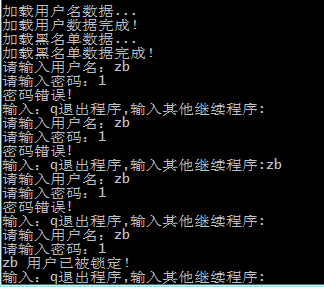 加载用户名数据...
加载用户数据完成!
加载黑名单数据...
加载黑名单数据完成!
请输入用户名: zb
请输入密码: 1
密码错误!
输入: q退出程序,输入其他继续程序:
请输入用户名: zb
请输入密码: 1
密码错误!
输入: q退出程序,输入其他继续程序:zb
请输入用户名: zb
请输入密码: 1
密码错误!
输入: q退出程序,输入其他继续程序:
请输入用户名: zb
请输入密码: 1
zb 用户已被锁定!
输入: q退出程序,输入其他继续程序: